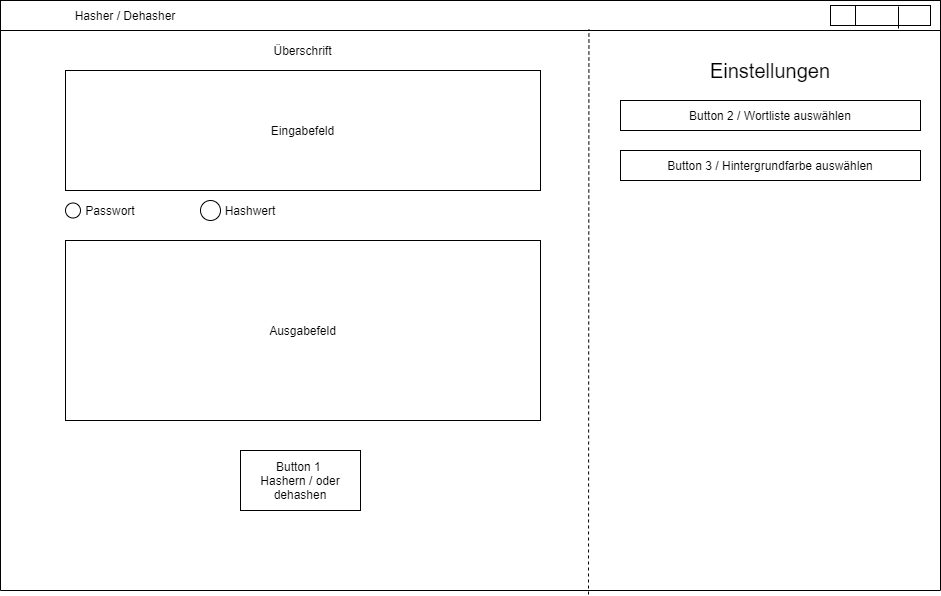 Hasher / Dehasher
Überschrift
Eingabefeld
Passwort
Hashwert
Ausgabefeld
Button 1
Hashern / oder
dehashen
Einstellungen
Button 2 / Wortliste auswählen
Button 3 / Hintergrundfarbe auswählen